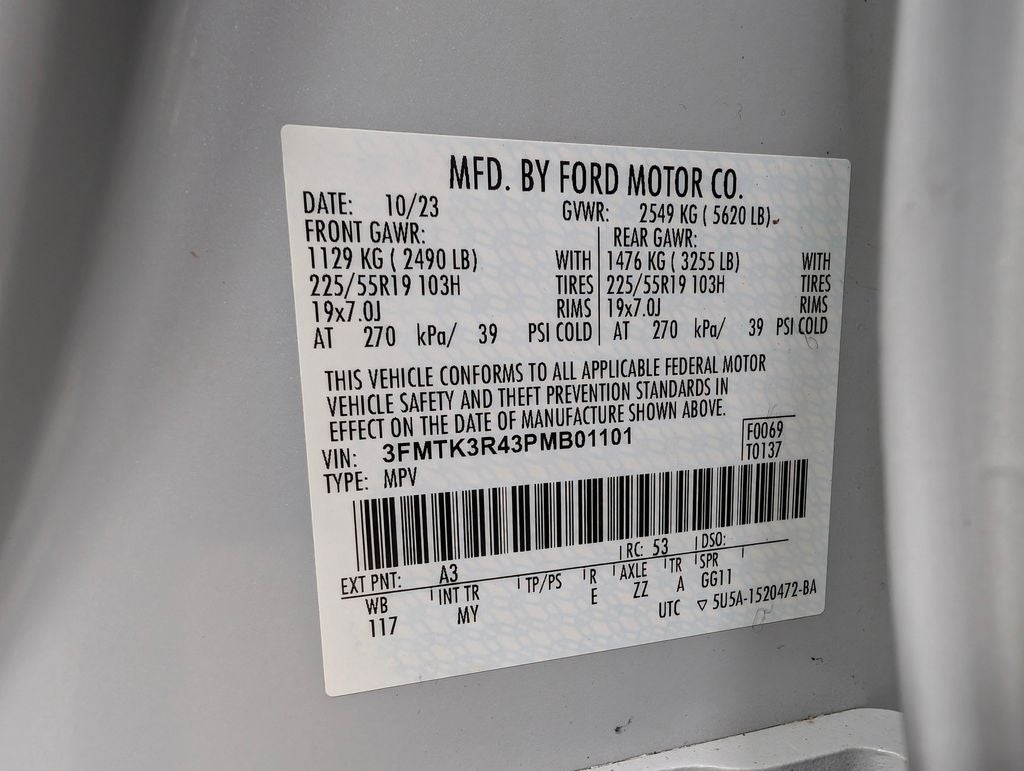 MFD. BY FORD MOTOR CO.
DATE: 10/23 GVWR: 2549 KG ( 5620 LB)
FRONT GAWR: REAR GAWR:
1129 KG ( 2490 LB) WITH 1476 KG ( 3255 LB) WITH
225/55R19 103H TIRES 225/55R19 103H TIRES
19x7.0J RIMS 19x7.0J RIMS
AT 270 kPa/ 39 PSI COLD AT 270 kPa/ 39 PSI COLD
THIS VEHICLE CONFORMS TO ALL APPLICABLE FEDERAL MOTOR
VEHICLE SAFETY AND THEFT PREVENTION STANDARDS IN
EFFECT ON THE DATE OF MANUFACTURE SHOWN ABOVE.
VIN: 3FMTK3R43PMB01101 F0069
TYPE: MPV T0137
EXT PNT: A3 RC: 53 DSO:
WB INT TR TP/PS R AXLE TR SPR
117 MY E ZZ A GG11
UTC ▽ 5U5A-1520472-BA